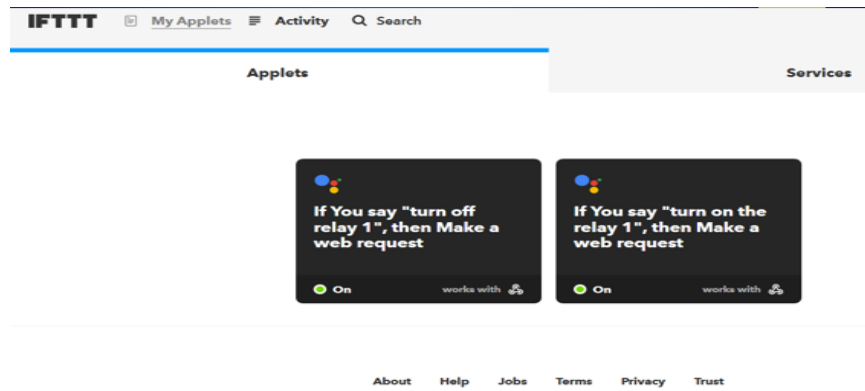 IFTTT My Applets Activity Search
Applets Services
If You say "turn off
relay 1", then Make a
web request
On works with
If You say "turn on the
relay 1", then Make a
web request
On works with
About Help Jobs Terms Privacy Trust